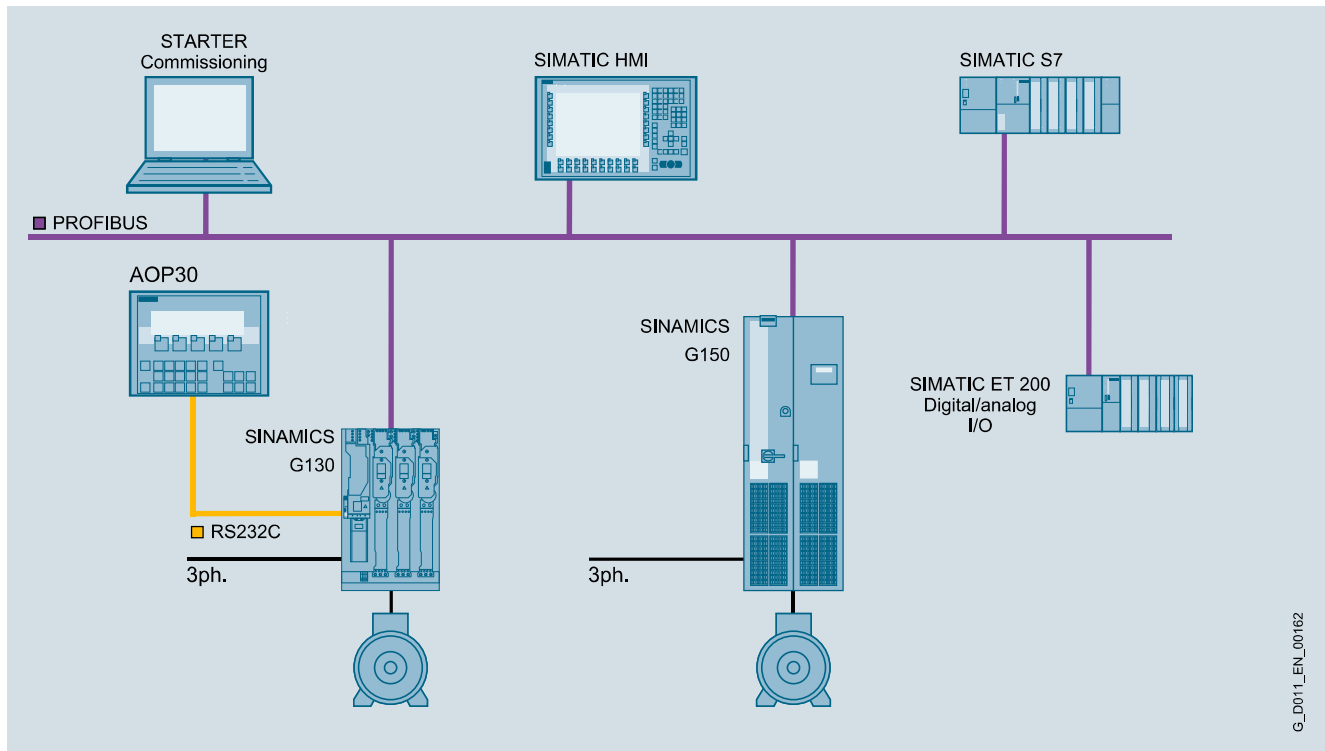 STARTER
Commissioning
SIMATIC HMI
SIMATIC S7
PROFIBUS
AOP30
SINAMICS
G150
SIMATIC ET 200
Digital/analog
I/O
SINAMICS
G130
RS232C
3ph.
3ph.
G_D011_EN_00162